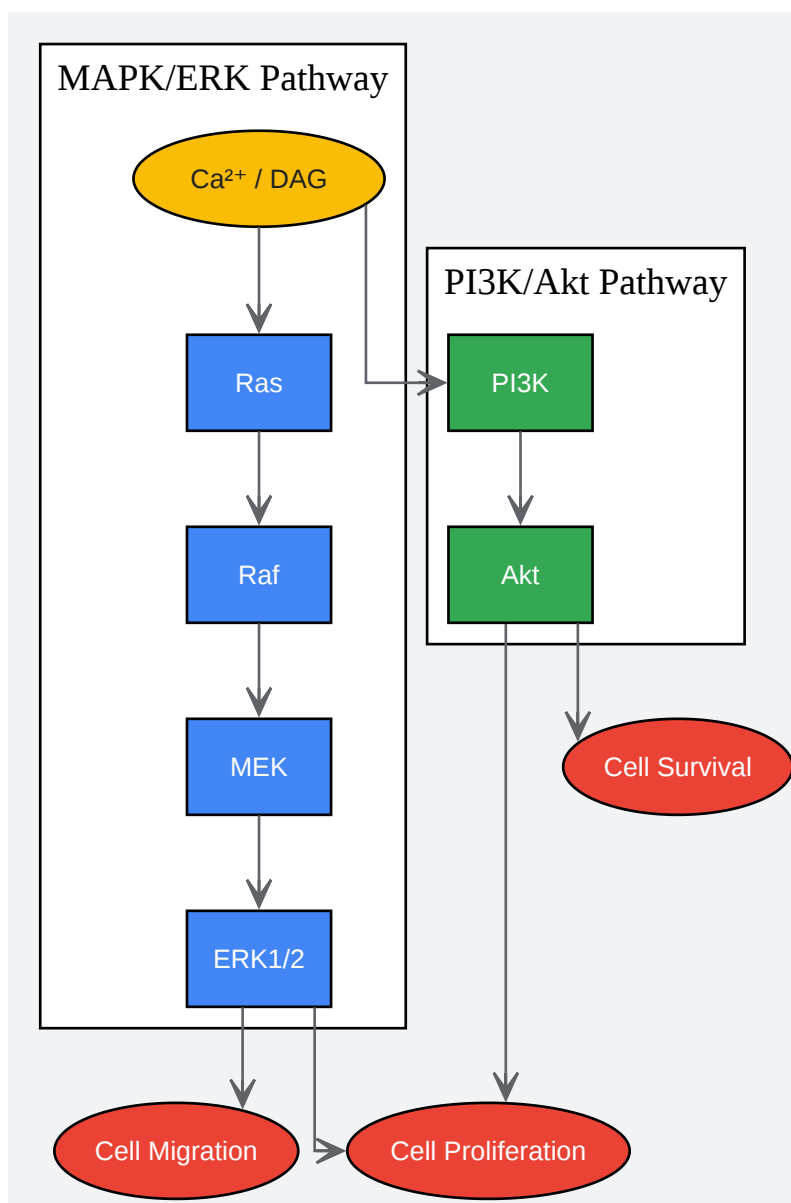 MAPK/ERK Pathway
Ca²⁺ / DAG
PI3K/Akt Pathway
Ras
PI3K
Raf
Akt
MEK
Cell Survival
ERK1/2
Cell Migration
Cell Proliferation